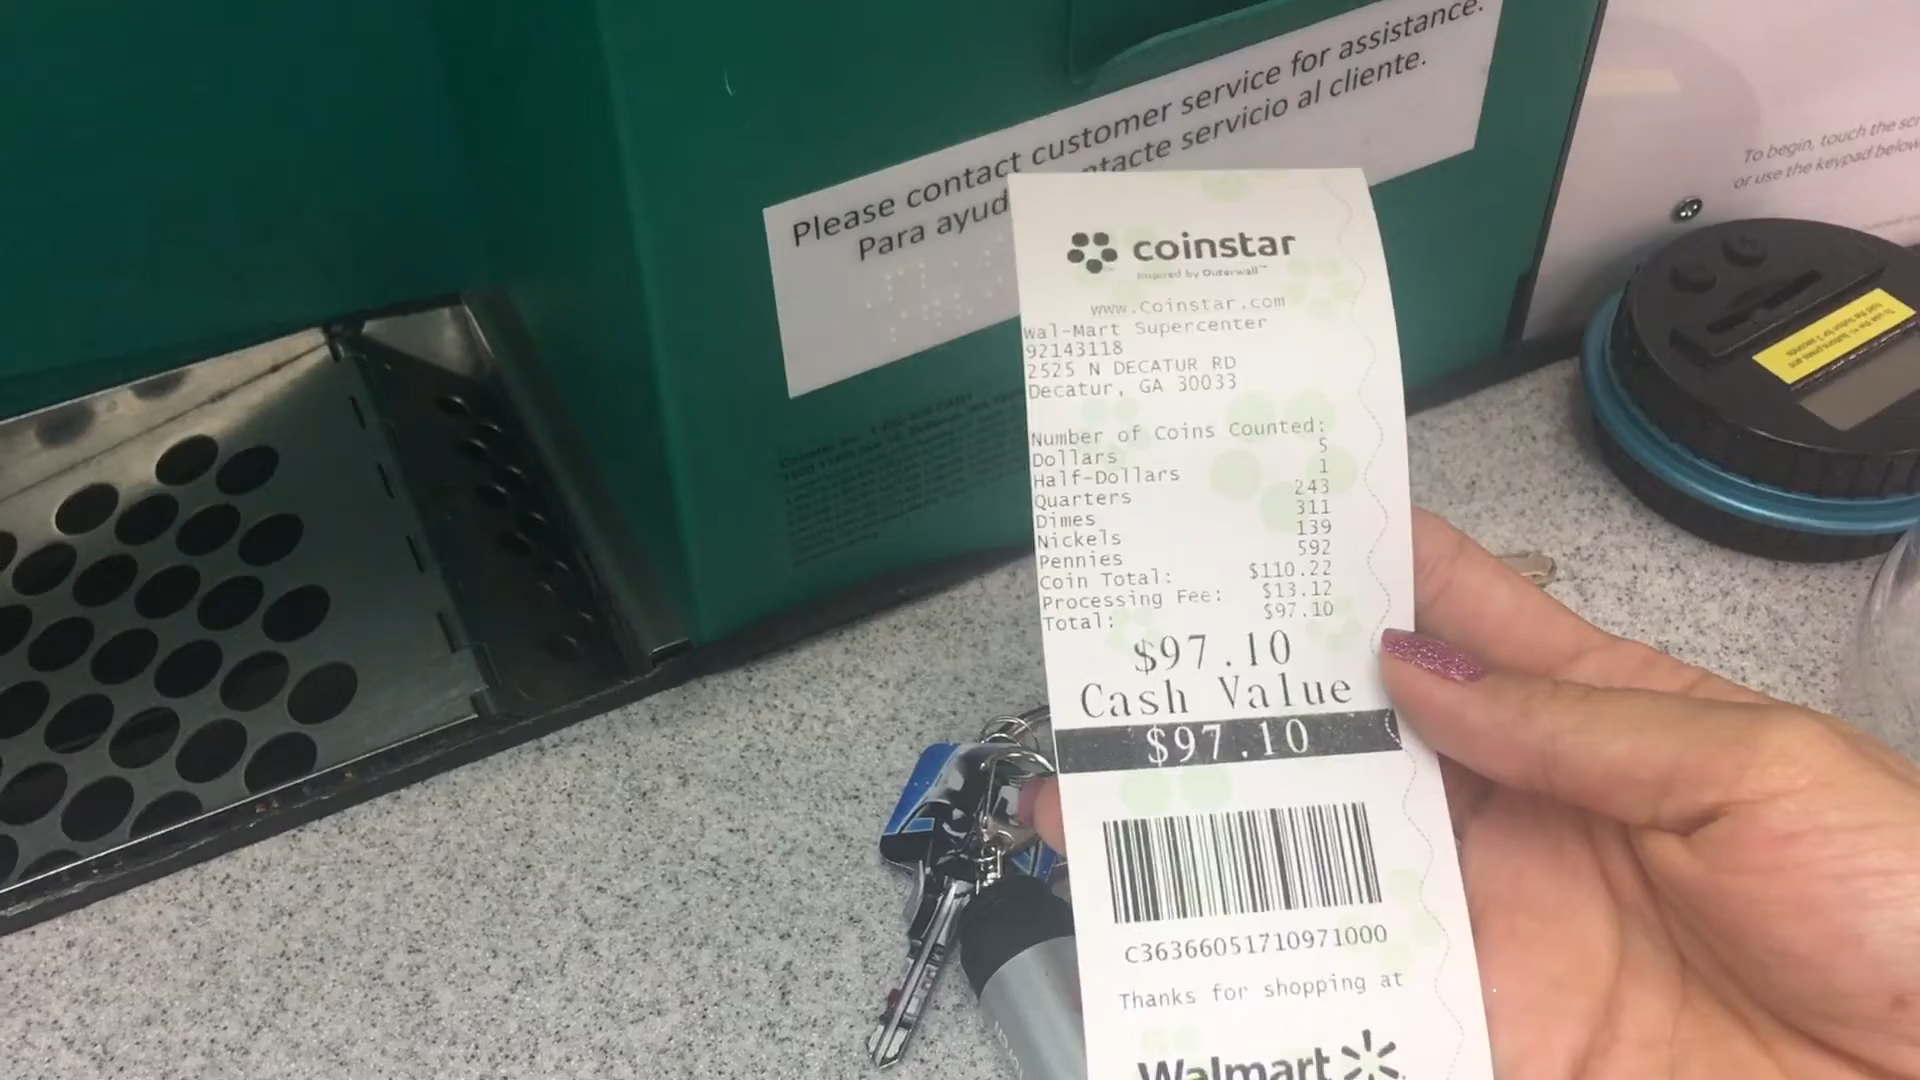 Please contact customer service for assistance.
Para ayud ntacte servicio al cliente.
To begin, touch the scr
or use the keypad below
coinstar
Inspired by Outerwall™
www.Coinstar.com
Wal-Mart Supercenter
92143118
2525 N DECATUR RD
Decatur, GA 30033
Number of Coins Counted:
Dollars 5
Half-Dollars 1
Quarters 243
Dimes 311
Nickels 139
Pennies 592
Coin Total: $110.22
Processing Fee: $13.12
Total: $97.10
$97.10
Cash Value
$97.10
C36366051710971000
Thanks for shopping at
Walmart